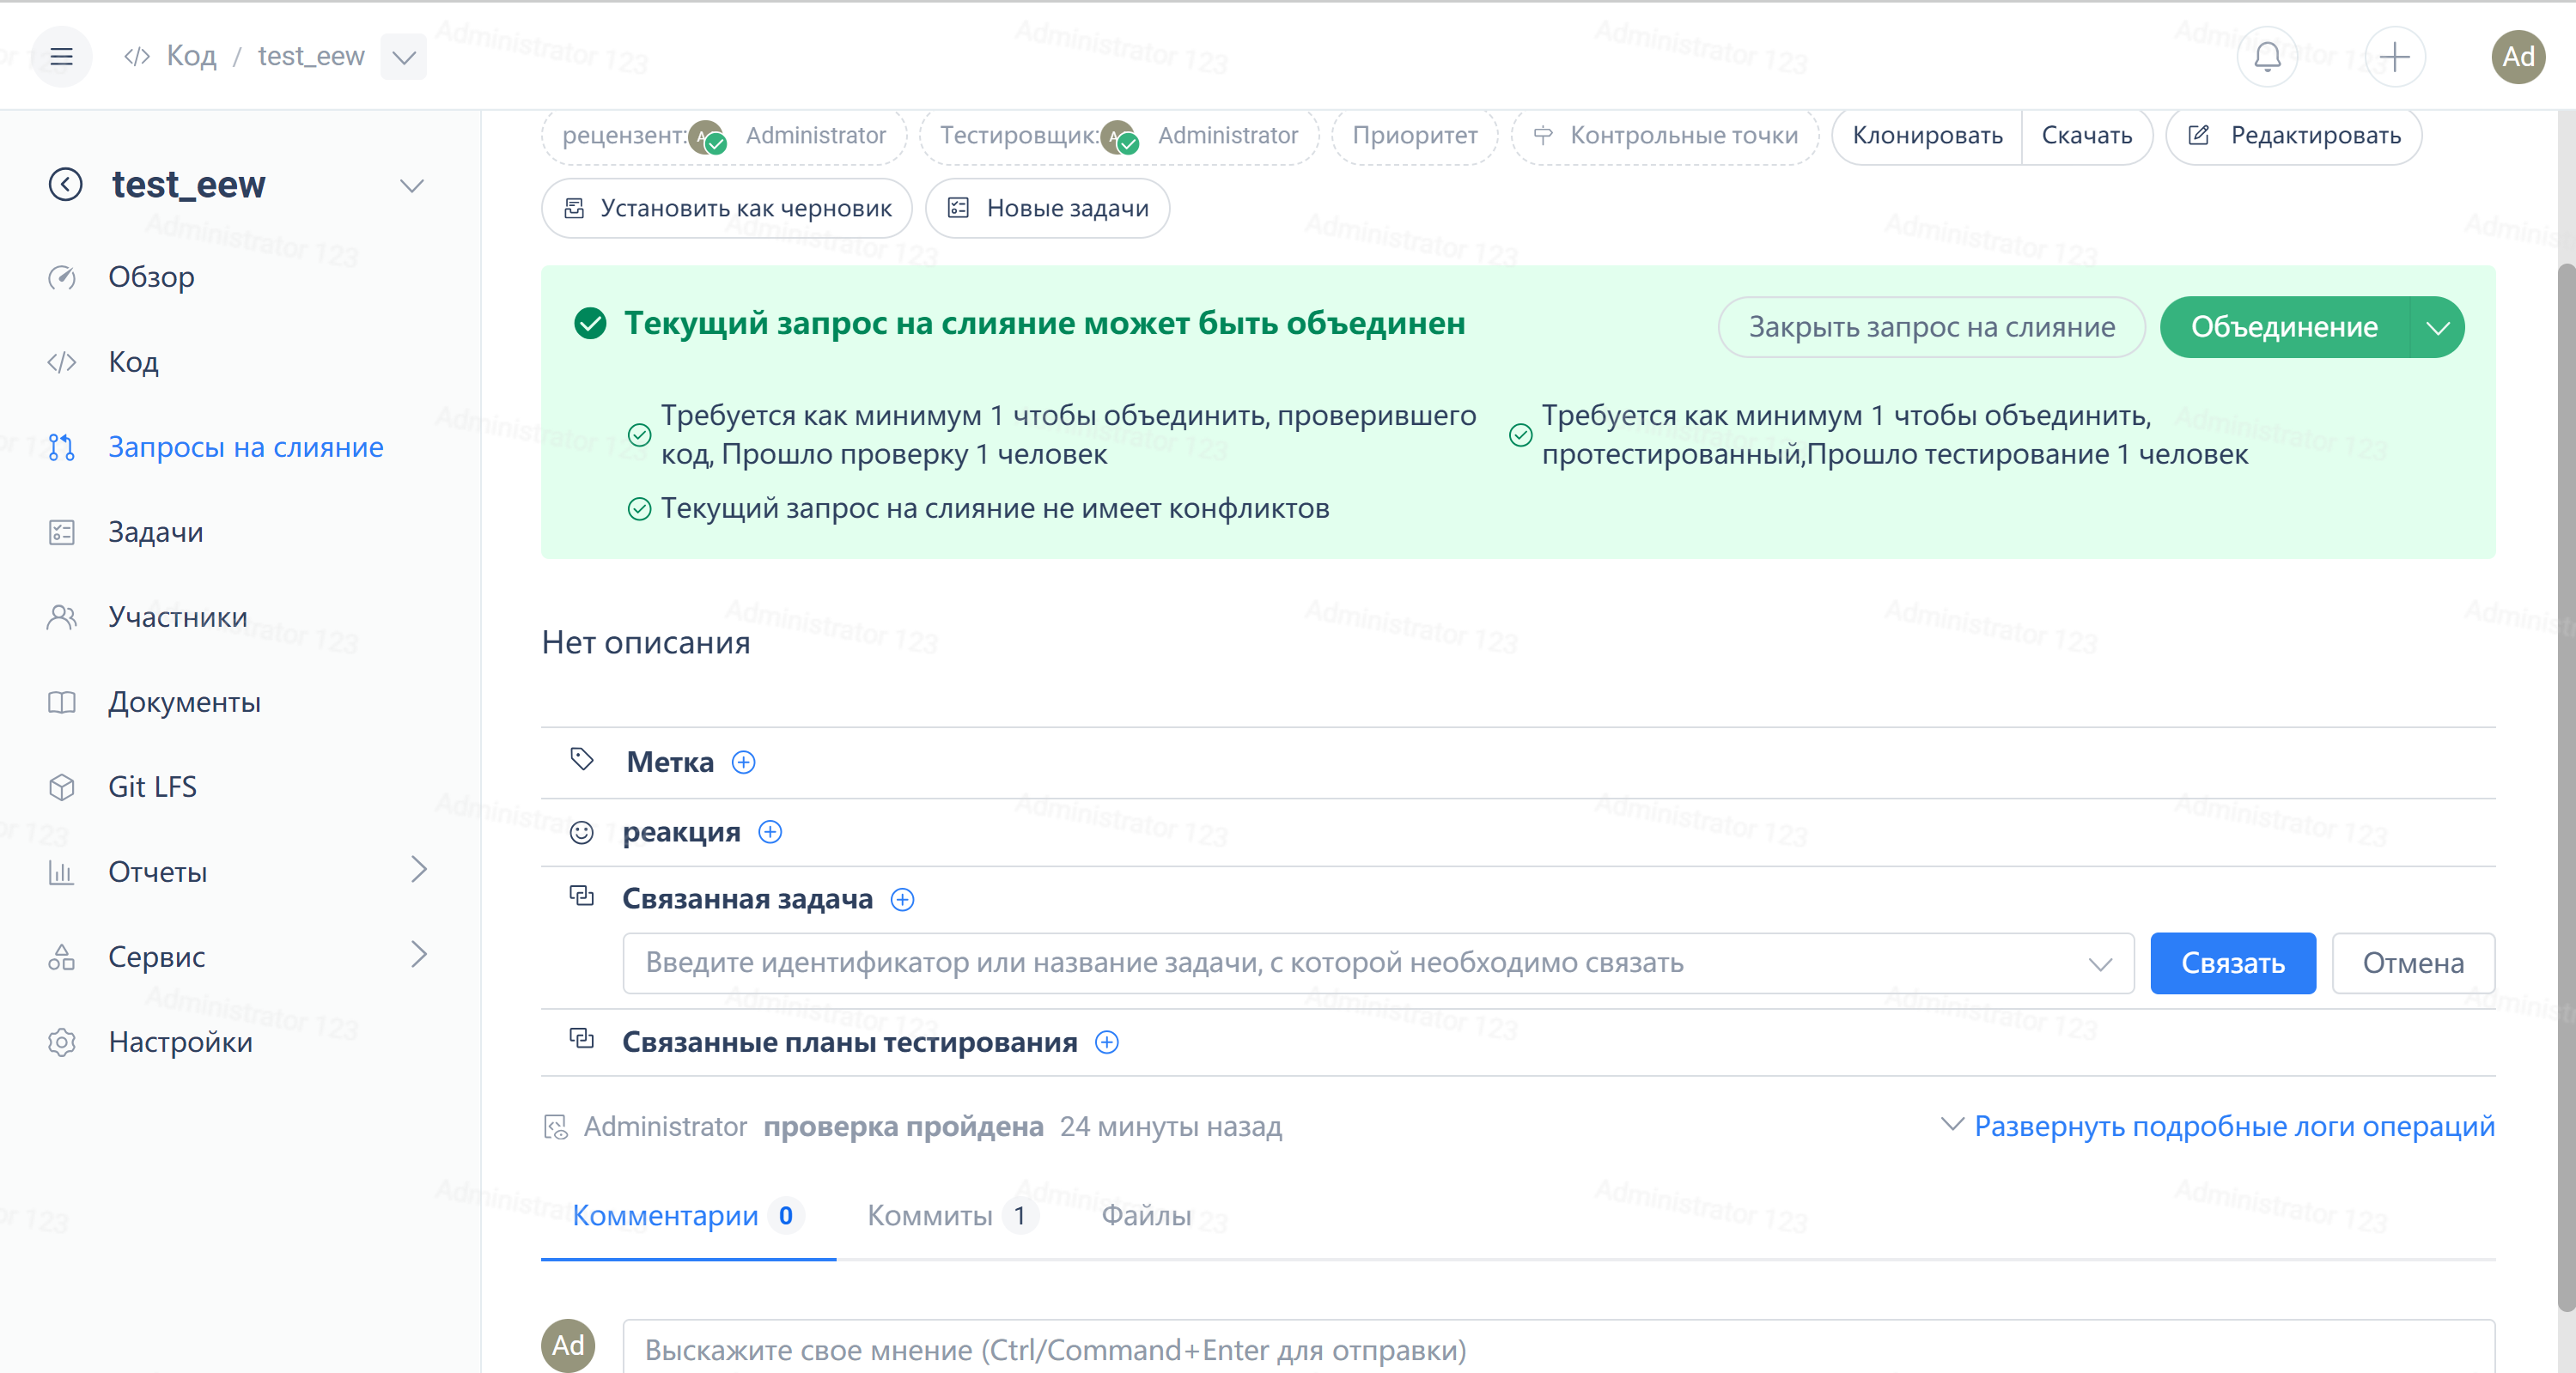 Код / test_eew
Ad
test_eew
Обзор
Код
Запросы на слияние
Задачи
Участники
Документы
Git LFS
Отчеты
Сервис
Настройки
рецензент: Administrator
Тестировщик: Administrator
Приоритет
Контрольные точки
Клонировать
Скачать
Редактировать
Установить как черновик
Новые задачи
Текущий запрос на слияние может быть объединен
Закрыть запрос на слияние
Объединение
Требуется как минимум 1 чтобы объединить, проверившего
код, Прошло проверку 1 человек
Требуется как минимум 1 чтобы объединить,
протестированный,Прошло тестирование 1 человек
Текущий запрос на слияние не имеет конфликтов
Нет описания
Метка
реакция
Связанная задача
Введите идентификатор или название задачи, с которой необходимо связать
Связать
Отмена
Связанные планы тестирования
Administrator проверка пройдена 24 минуты назад
Развернуть подробные логи операций
Комментарии 0
Коммиты 1
Файлы
Ad
Выскажите свое мнение (Ctrl/Command+Enter для отправки)
Administrator 123